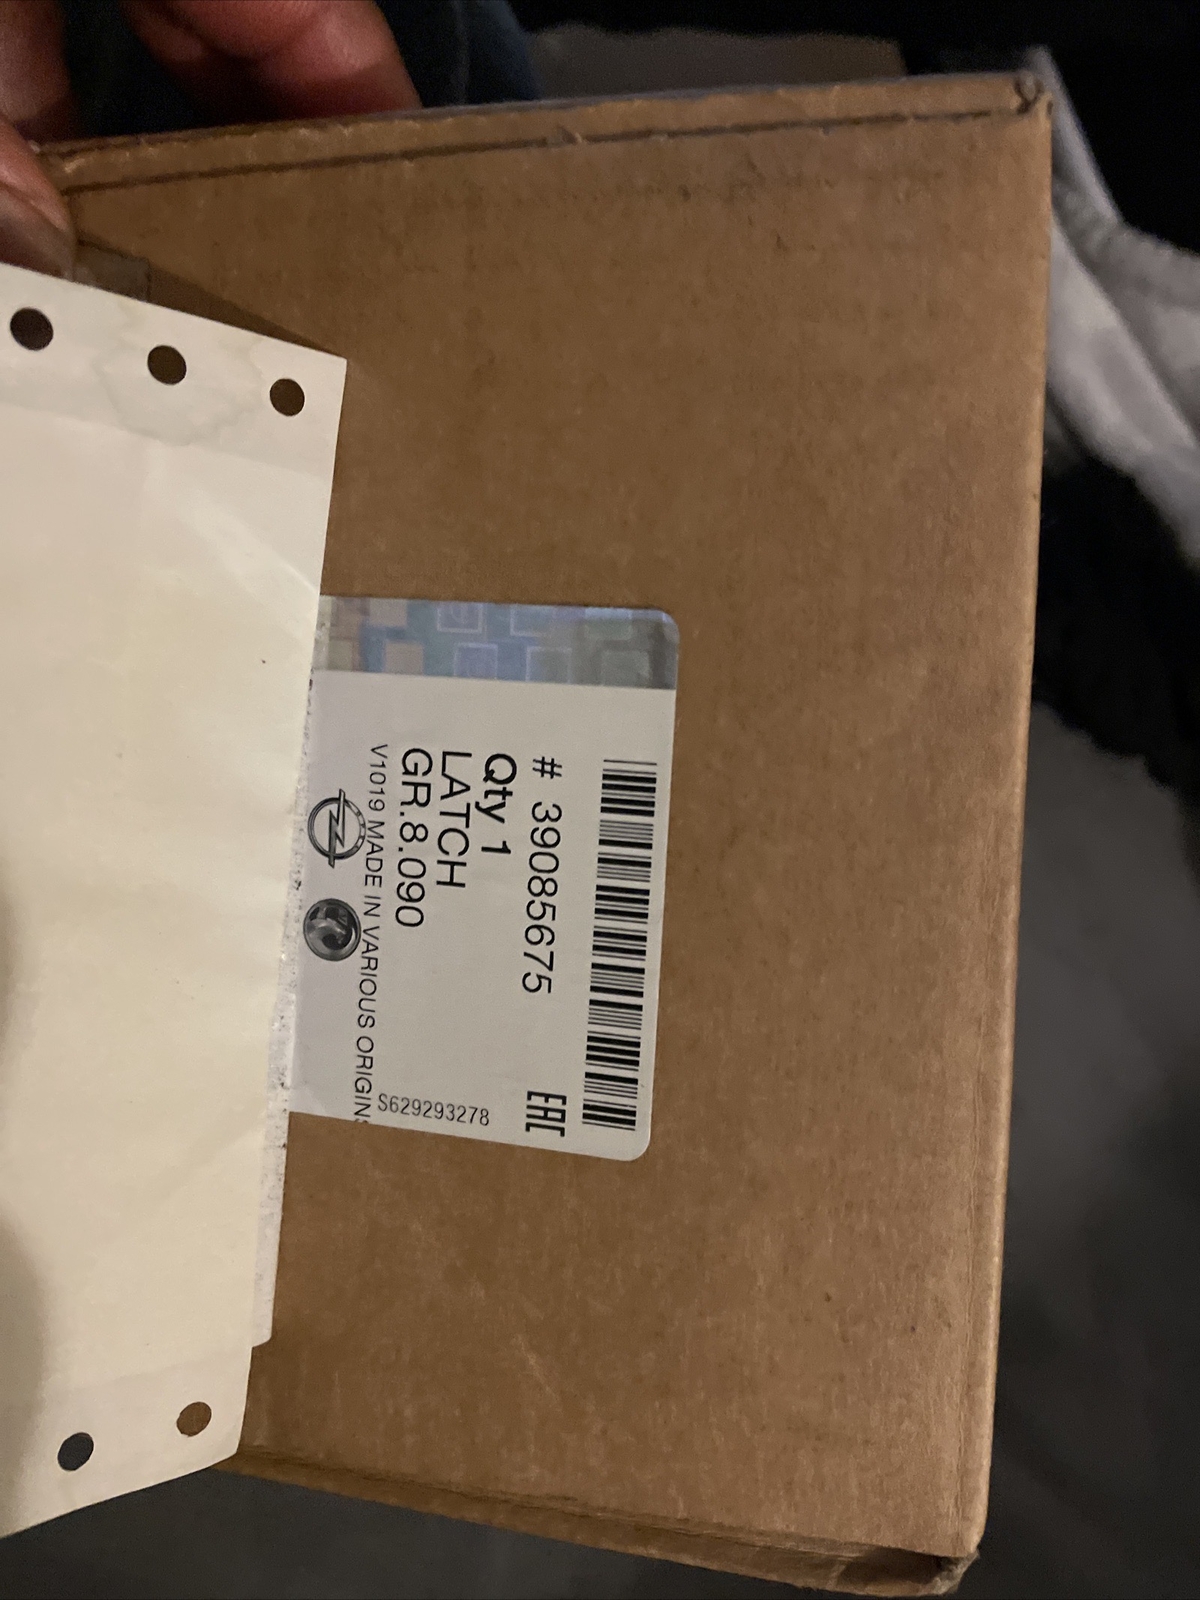 # 39085675
EAC
Qty 1
LATCH
GR.8.090
S629293278
V1019 MADE IN VARIOUS ORIGINS